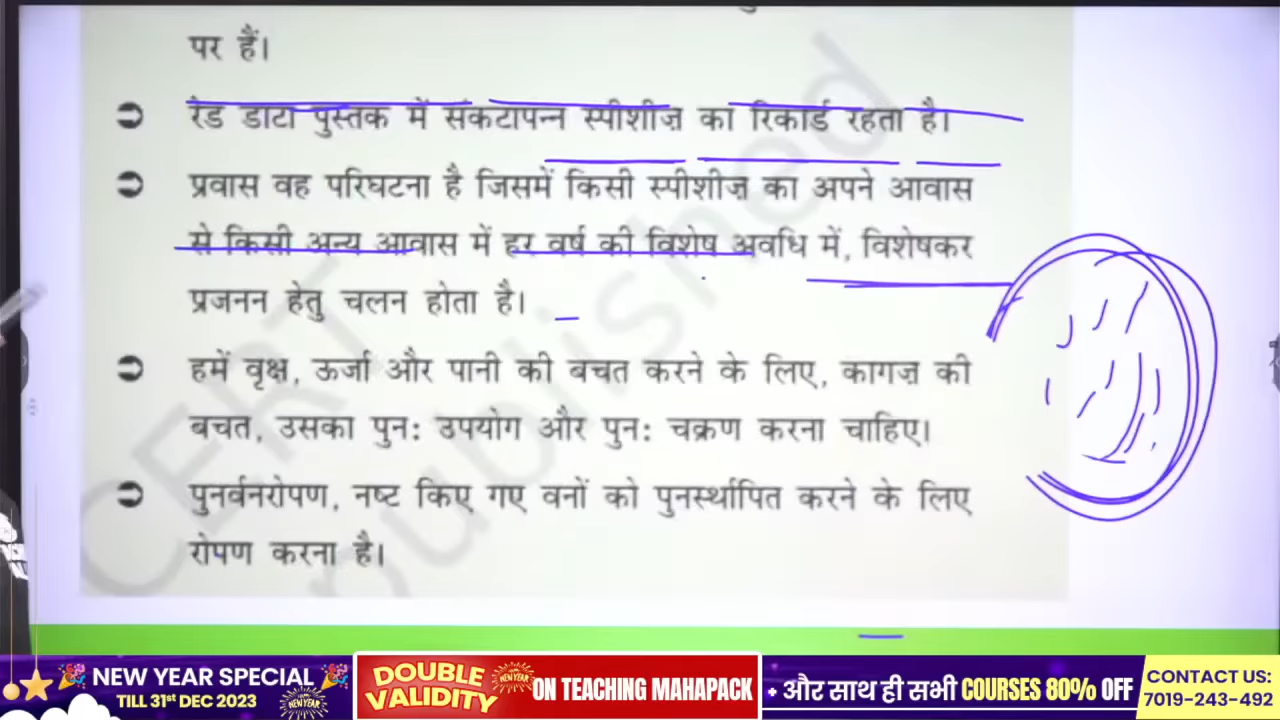 पर हैं।
रेड डाटा पुस्तक में संकटापन्न स्पीशीज़ का रिकार्ड रहता है।
प्रवास वह परिघटना है जिसमें किसी स्पीशीज़ का अपने आवास
से किसी अन्य आवास में हर वर्ष की विशेष अवधि में, विशेषकर
प्रजनन हेतु चलन होता है।
हमें वृक्ष, ऊर्जा और पानी की बचत करने के लिए, कागज़ की
बचत, उसका पुनः उपयोग और पुनः चक्रण करना चाहिए।
पुनर्वनरोपण, नष्ट किए गए वनों को पुनर्स्थापित करने के लिए
रोपण करना है।
NEW YEAR SPECIAL
TILL 31st DEC 2023
DOUBLE
VALIDITY
NEW YEAR
ON TEACHING MAHAPACK
+ और साथ ही सभी COURSES 80% OFF
CONTACT US:
7019-243-492